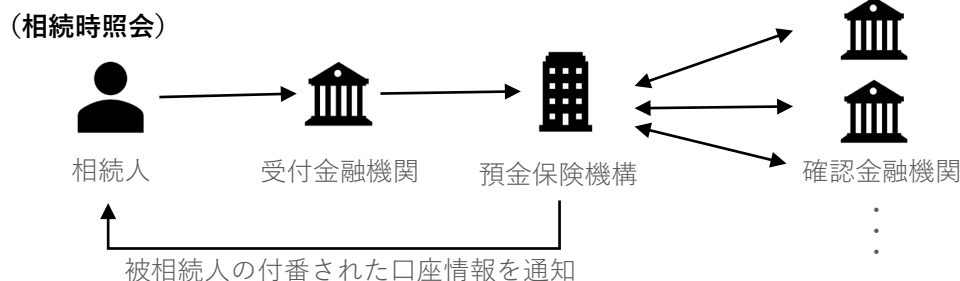 （相続時照会）
相続人
受付金融機関
預金保険機構
確認金融機関
・
・
・
被相続人の付番された口座情報を通知